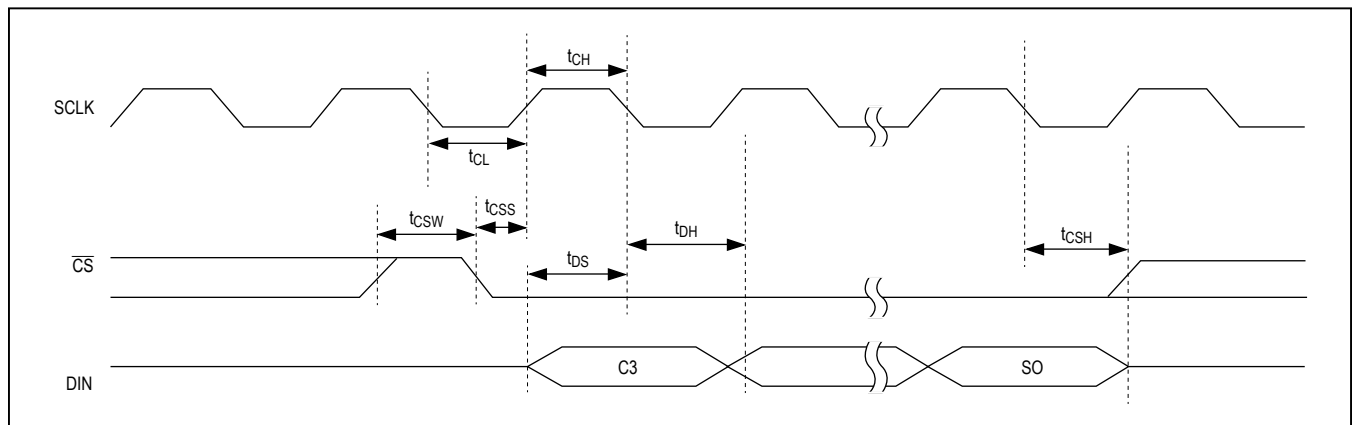 tCH
SCLK
tCL
tCSW
tCSS
tDH
tCSH
CS
tDS
C3
SO
DIN